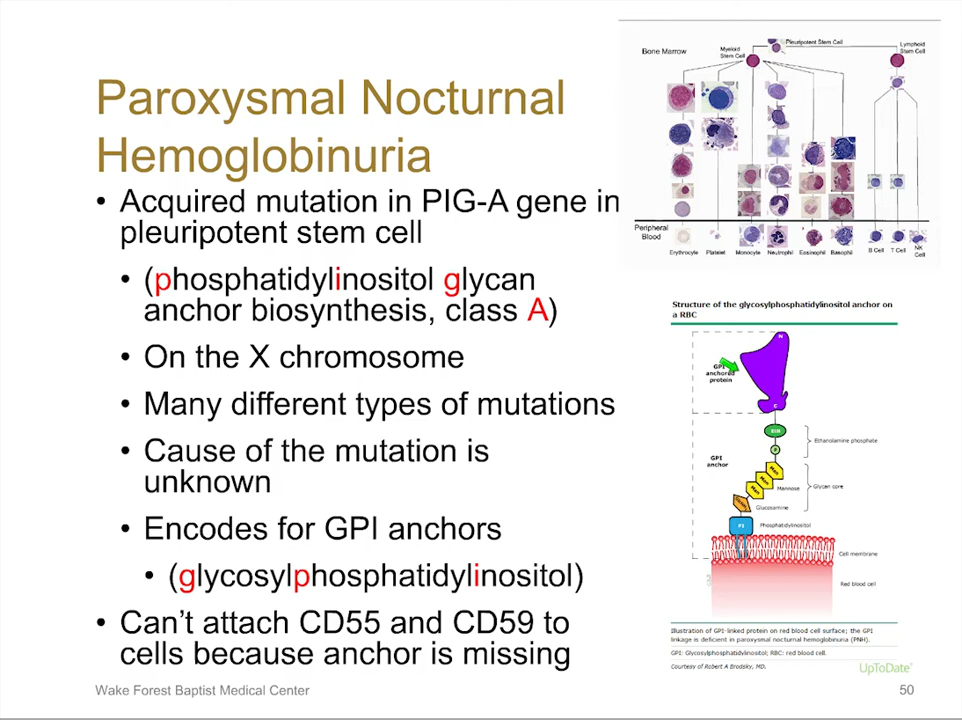 Paroxysmal Nocturnal
Hemoglobinuria
• Acquired mutation in PIG-A gene in
pleuripotent stem cell
• (phosphatidylinositol glycan
anchor biosynthesis, class A)
• On the X chromosome
• Many different types of mutations
• Cause of the mutation is
unknown
• Encodes for GPI anchors
• (glycosylphosphatidylinositol)
• Can't attach CD55 and CD59 to
cells because anchor is missing
Wake Forest Baptist Medical Center
50
Pleuripotent Stem Cell
Bone Marrow
Myeloid
Stem Cell
Lymphoid
Stem Cell
Peripheral
Blood
Erythrocyte Platelet Monocyte Neutrophil Eosinophil Basophil B Cell T Cell NK
Cell
Structure of the glycosylphosphatidylinositol anchor on
a RBC
N
GPI
anchored
protein
C
Etn
Ethanolamine phosphate
P
GPI
anchor
Man
Man
Man
Mannose
Glycan core
Glucosamine
PI
Phosphatidylinositol
Cell membrane
Red blood cell
Illustration of GPI-linked protein on red blood cell surface; the GPI
linkage is deficient in paroxysmal nocturnal hemoglobinuria (PNH).
GPI: Glycosylphosphatidylinositol; RBC: red blood cell.
Courtesy of Robert A Brodsky, MD.
UpToDate®